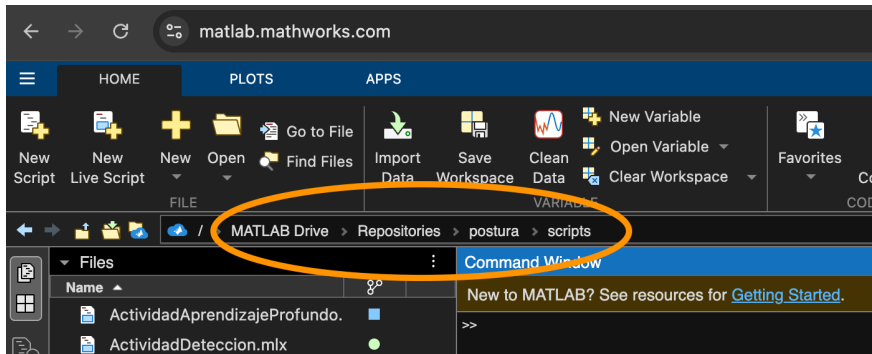 matlab.mathworks.com
HOME PLOTS APPS
New Script
New Live Script
New
Open
Go to File
Find Files
FILE
Import Data
Save Workspace
Clean Data
New Variable
Open Variable
Clear Workspace
VARIABLE
Favorites
Co
COD
/ › MATLAB Drive › Repositories › postura › scripts
Files
Name
ActividadAprendizajeProfundo.
ActividadDeteccion.mlx
Command Window
New to MATLAB? See resources for Getting Started.
>>